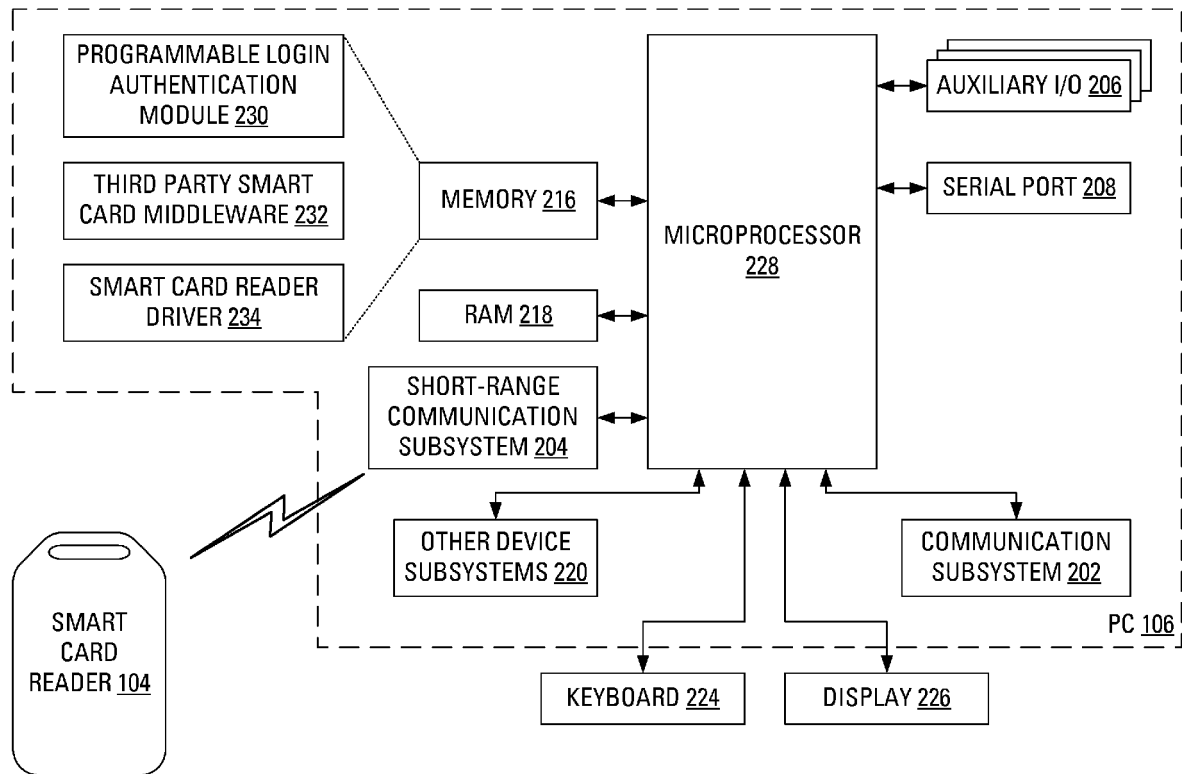 PROGRAMMABLE LOGIN
AUTHENTICATION
MODULE 230
THIRD PARTY SMART
CARD MIDDLEWARE 232
SMART CARD READER
DRIVER 234
MEMORY 216
RAM 218
SHORT-RANGE
COMMUNICATION
SUBSYSTEM 204
MICROPROCESSOR
228
AUXILIARY I/O 206
SERIAL PORT 208
OTHER DEVICE
SUBSYSTEMS 220
COMMUNICATION
SUBSYSTEM 202
PC 106
SMART
CARD
READER 104
KEYBOARD 224
DISPLAY 226